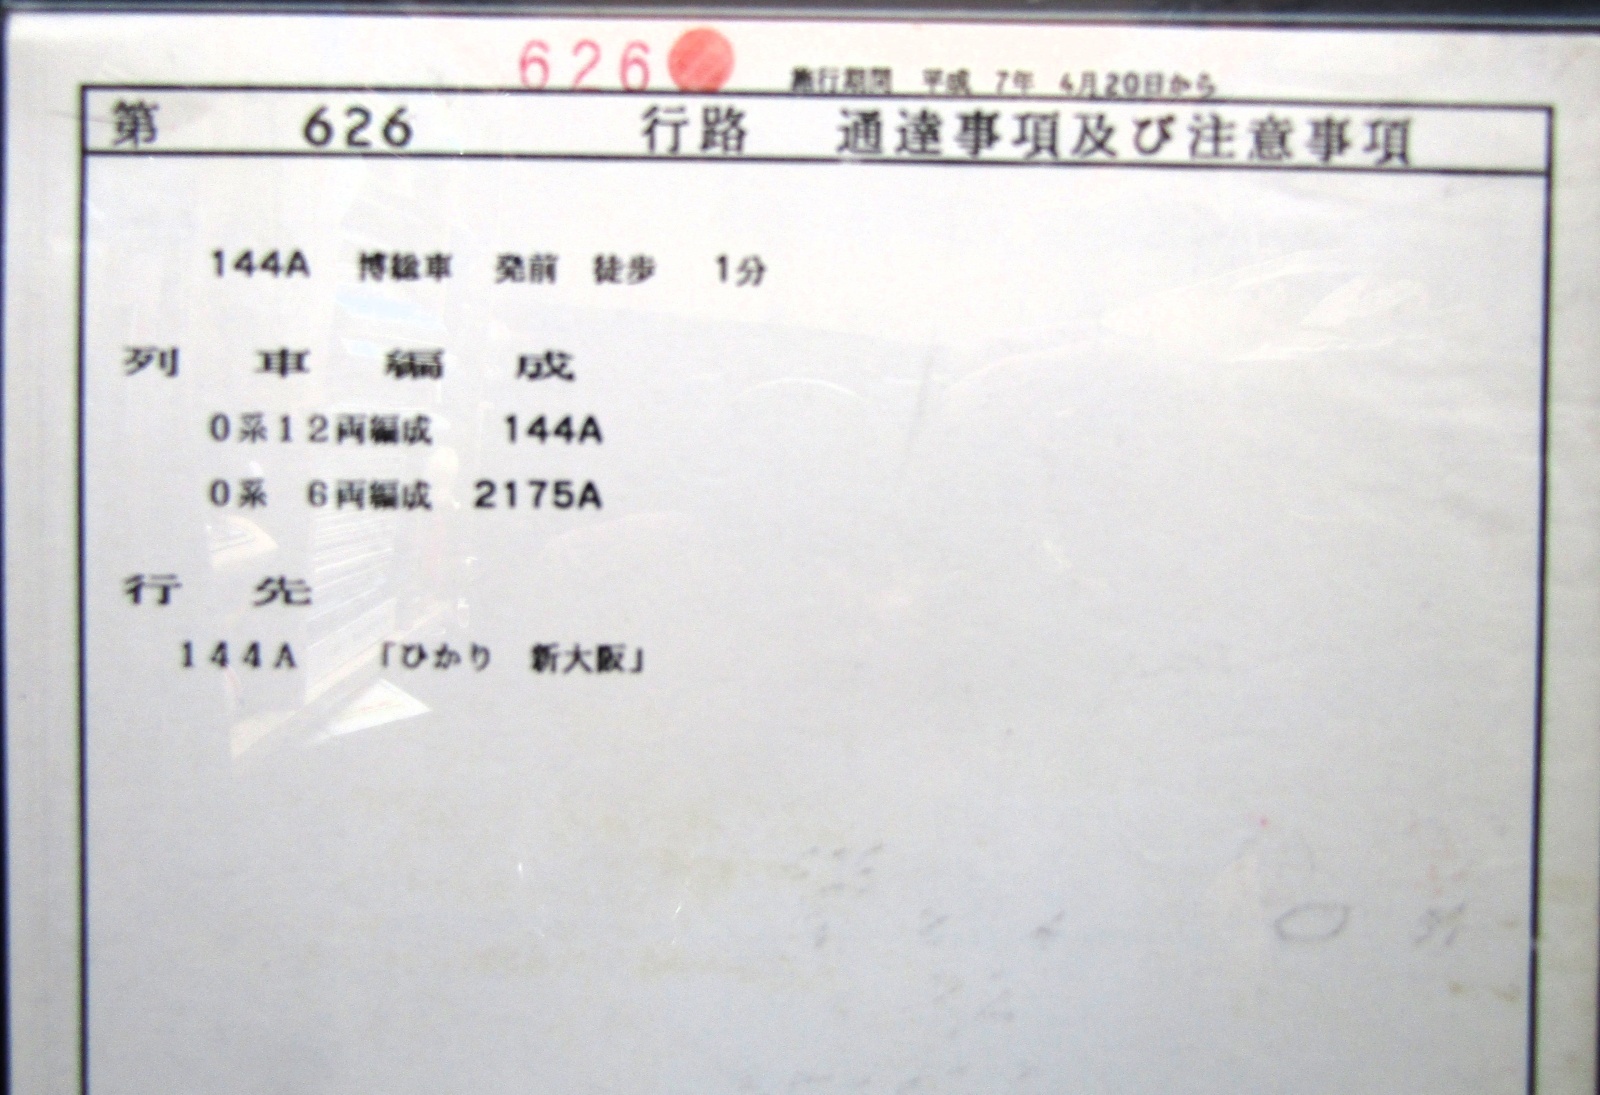 626
施行期間 平成 7年 4月20日から
第 626 行路 通達事項及び注意事項
144A 博総車 発前 徒歩 1分
列車編成
0系12両編成 144A
0系 6両編成 2175A
行先
144A 「ひかり 新大阪」